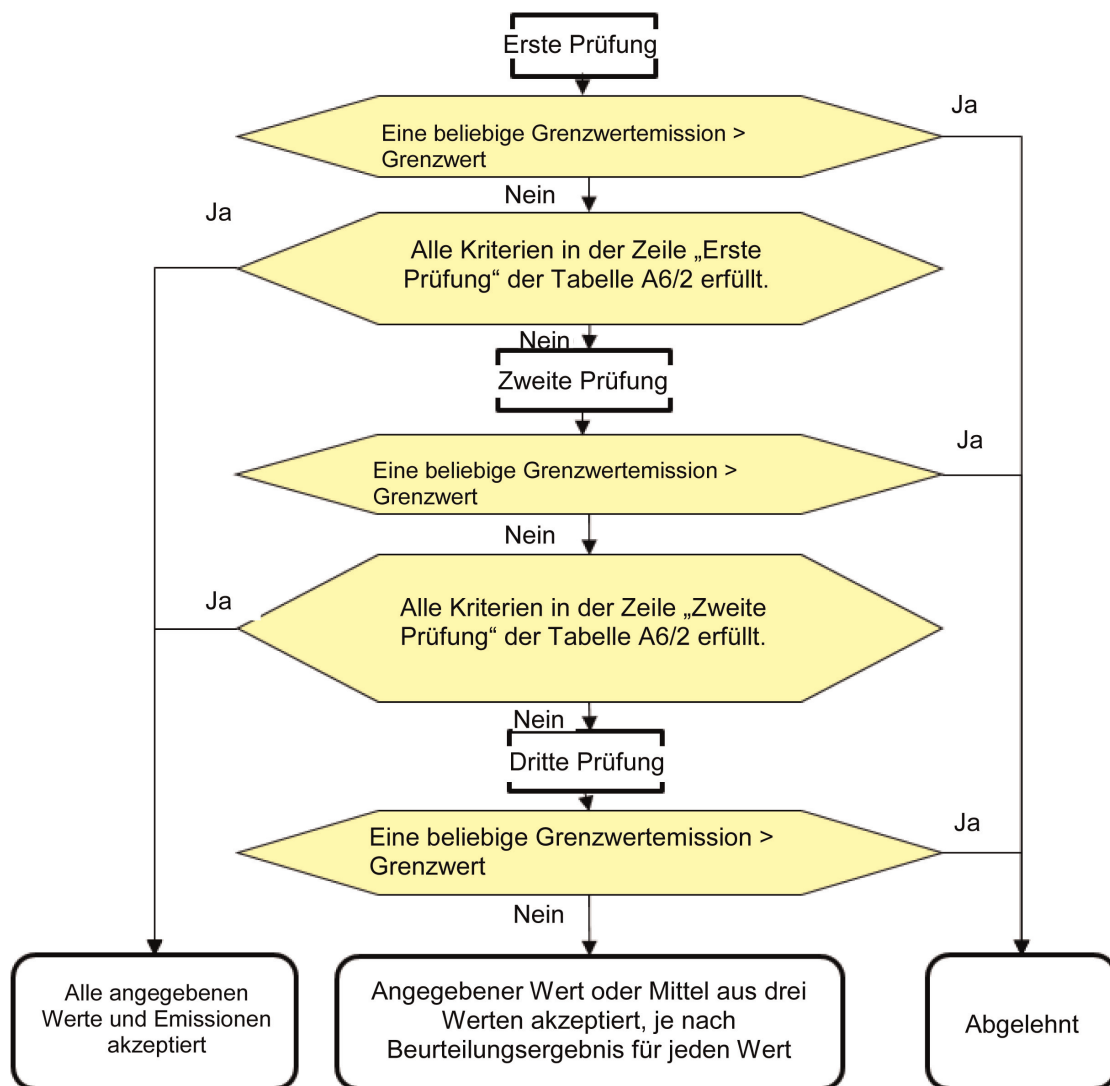 Erste Prüfung
Ja
Eine beliebige Grenzwertemission >
Grenzwert
Nein
Ja
Alle Kriterien in der Zeile „Erste
Prüfung“ der Tabelle A6/2 erfüllt.
Nein
Zweite Prüfung
Ja
Eine beliebige Grenzwertemission >
Grenzwert
Nein
Ja
Alle Kriterien in der Zeile „Zweite
Prüfung“ der Tabelle A6/2 erfüllt.
Nein
Dritte Prüfung
Ja
Eine beliebige Grenzwertemission >
Grenzwert
Nein
Alle angegebenen
Werte und Emissionen
akzeptiert
Angegebener Wert oder Mittel aus drei
Werten akzeptiert, je nach
Beurteilungsergebnis für jeden Wert
Abgelehnt